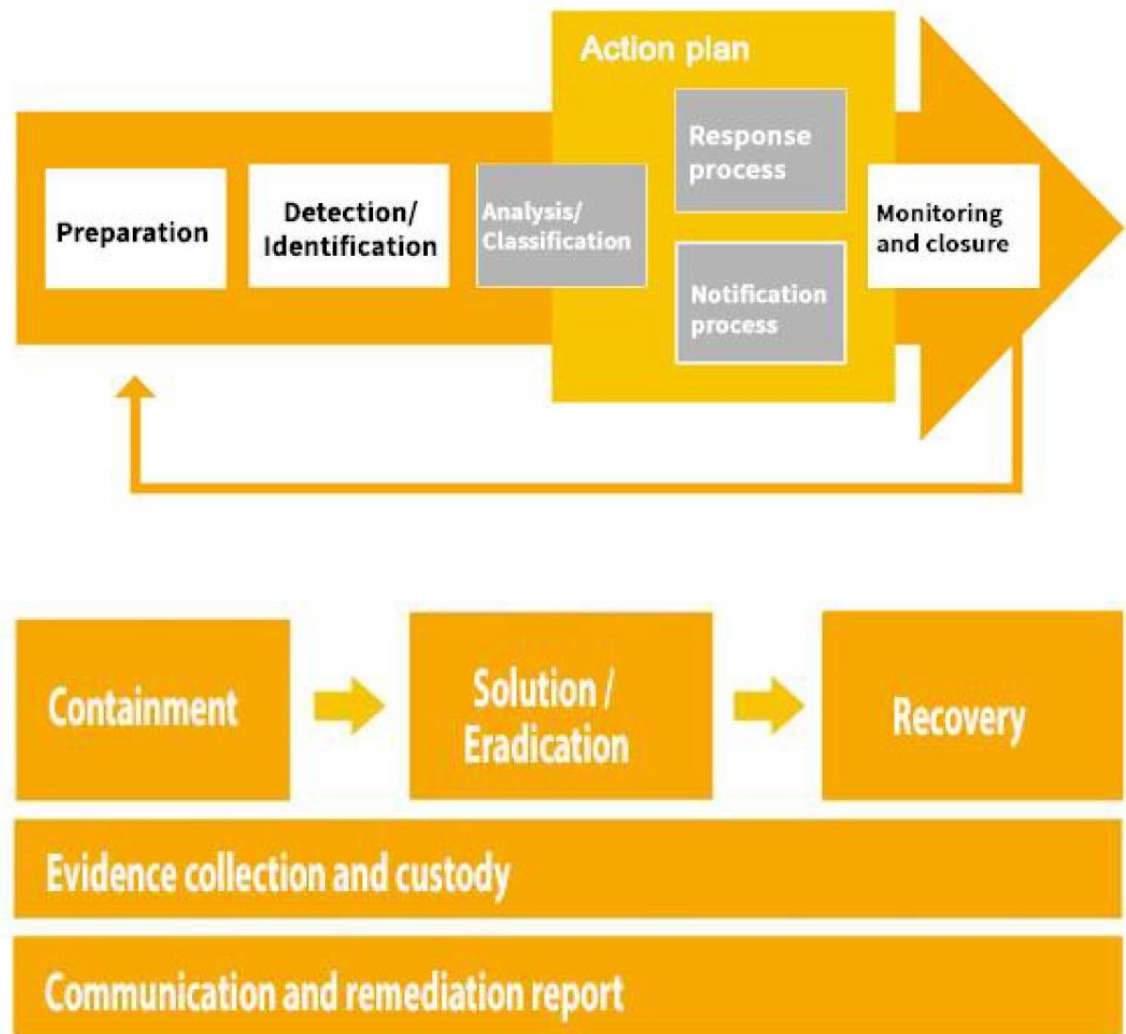 Action plan
Preparation
Detection/
Identification
Analysis/
Classification
Response
process
Notification
process
Monitoring
and closure
Containment
Solution /
Eradication
Recovery
Evidence collection and custody
Communication and remediation report